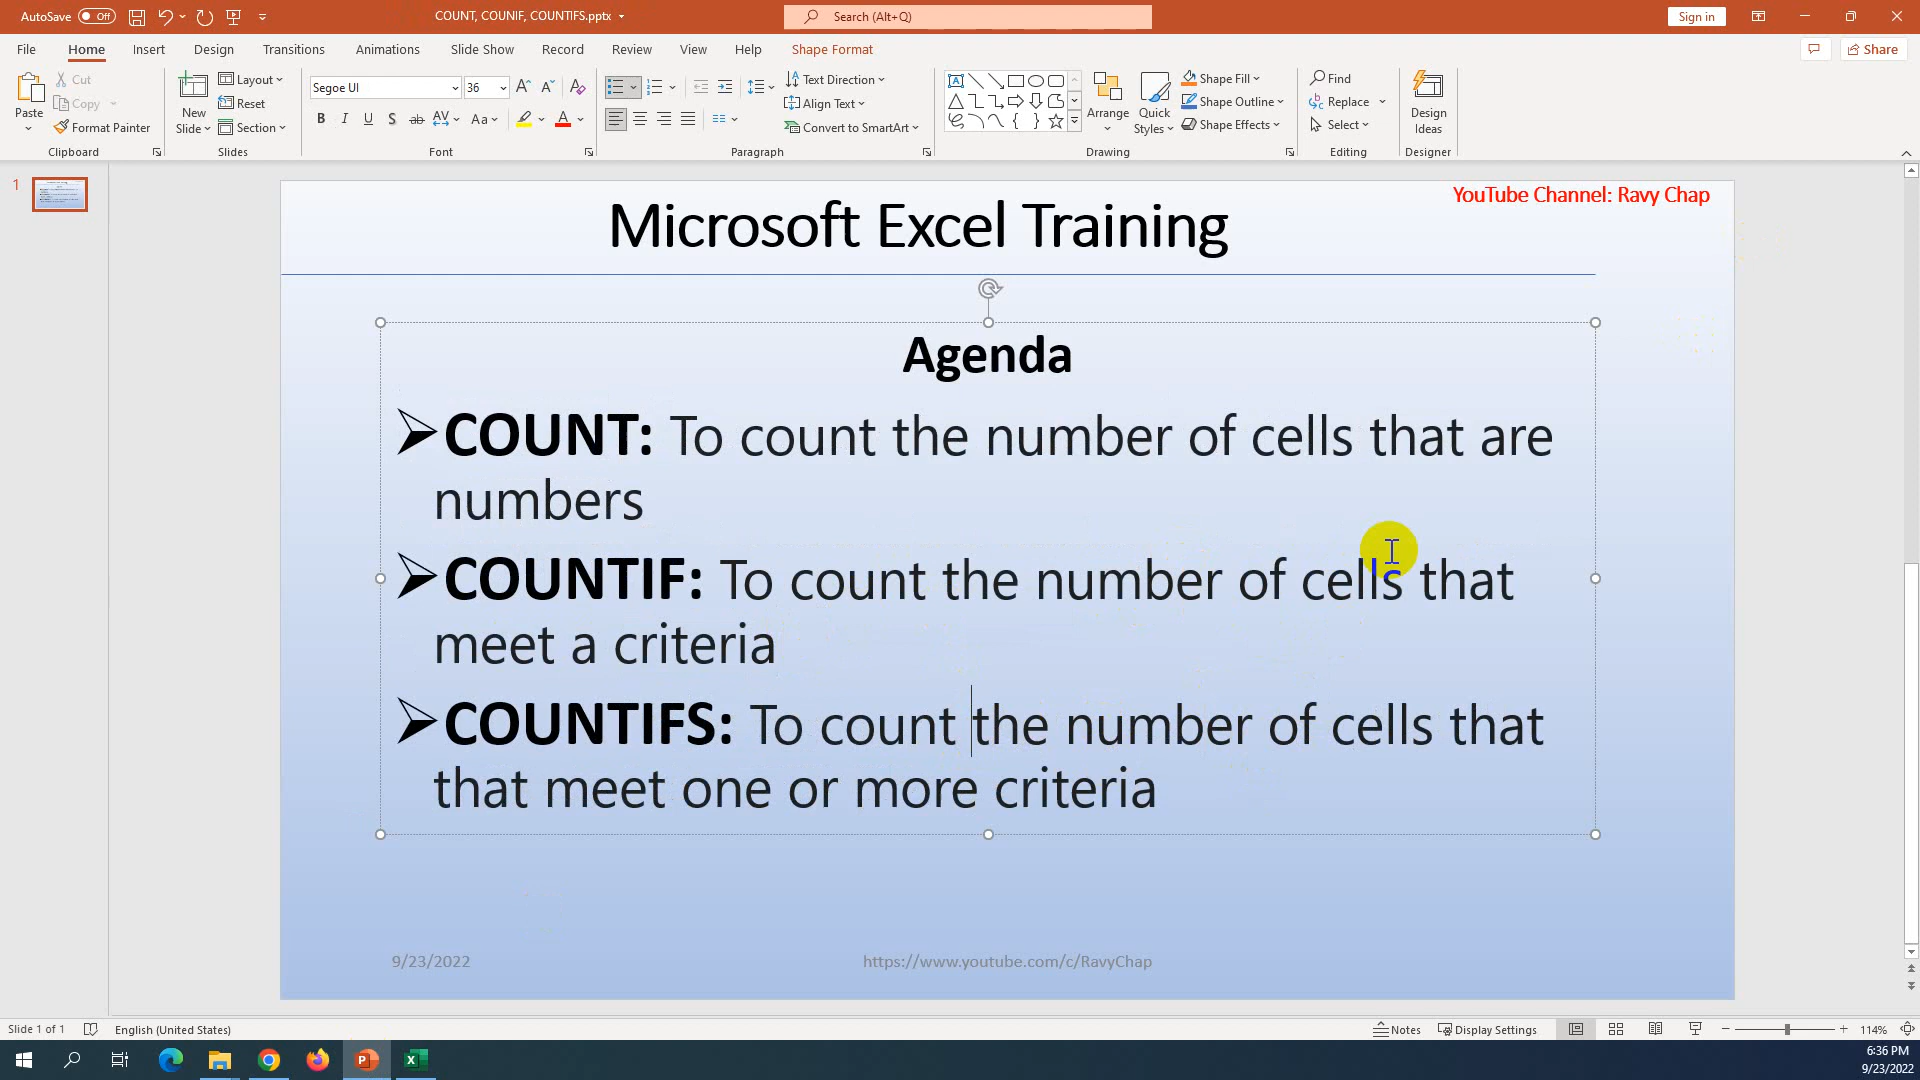 AutoSave Off COUNT, COUNIF, COUNTIFS.pptx Search (Alt+Q) Sign in
File Home Insert Design Transitions Animations Slide Show Record Review View Help Shape Format Share
Paste Cut Copy Format Painter Clipboard
New Slide Layout Reset Section Slides
Segoe UI 36 Font
Text Direction Align Text Convert to SmartArt Paragraph
Arrange Quick Styles Shape Fill Shape Outline Shape Effects Drawing
Find Replace Select Editing
Design Ideas Designer
1
YouTube Channel: Ravy Chap
Microsoft Excel Training
Agenda
COUNT: To count the number of cells that are
numbers
COUNTIF: To count the number of cells that
meet a criteria
COUNTIFS: To count the number of cells that
that meet one or more criteria
9/23/2022 https://www.youtube.com/c/RavyChap
Slide 1 of 1 English (United States) Notes Display Settings 114%
6:36 PM
9/23/2022